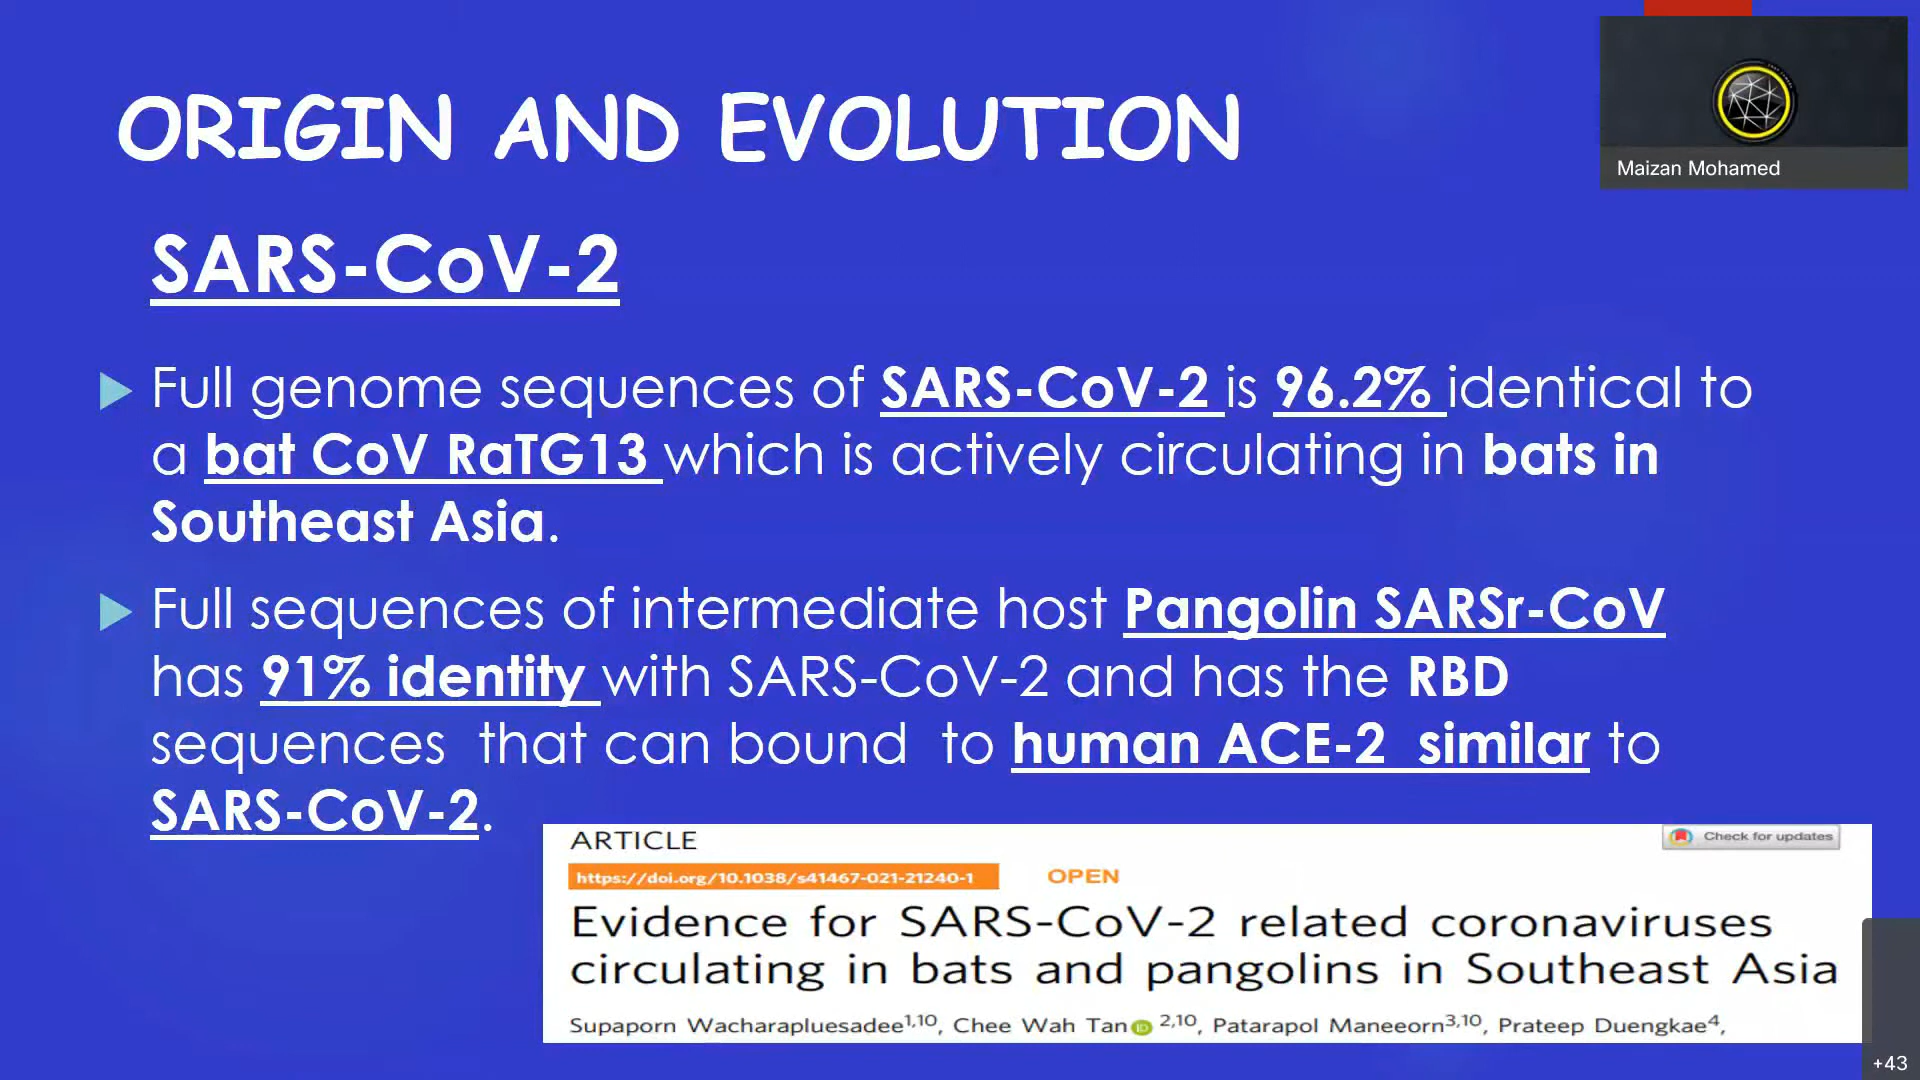 ORIGIN AND EVOLUTION
Maizan Mohamed
SARS-CoV-2
Full genome sequences of SARS-CoV-2 is 96.2% identical to
a bat CoV RaTG13 which is actively circulating in bats in
Southeast Asia.
Full sequences of intermediate host Pangolin SARSr-CoV
has 91% identity with SARS-CoV-2 and has the RBD
sequences that can bound to human ACE-2 similar to
SARS-CoV-2.
ARTICLE
Check for updates
https://doi.org/10.1038/s41467-021-21240-1 OPEN
Evidence for SARS-CoV-2 related coronaviruses
circulating in bats and pangolins in Southeast Asia
Supaporn Wacharapluesadee1,10, Chee Wah Tan iD 2,10, Patarapol Maneeorn3,10, Prateep Duengkae4,
+43